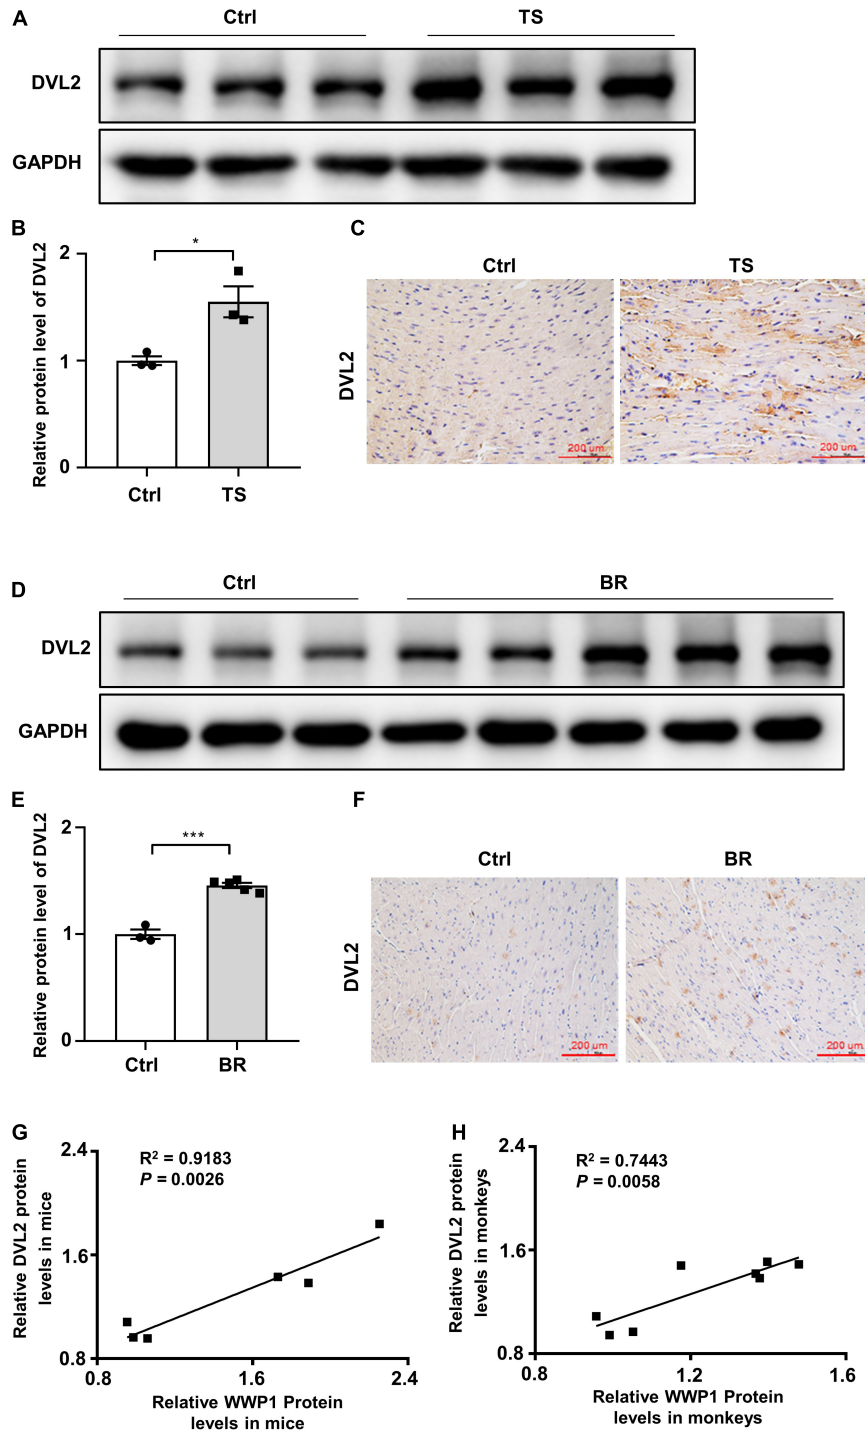 A
Ctrl
TS
DVL2
GAPDH
B
Relative protein level of DVL2
2
1
0
*
Ctrl
TS
C
Ctrl
TS
DVL2
200 um
200 um
D
Ctrl
BR
DVL2
GAPDH
E
Relative protein level of DVL2
2
1
0
***
Ctrl
BR
F
Ctrl
BR
DVL2
200 um
200 um
G
Relative DVL2 protein
levels in mice
2.4
1.6
0.8
R² = 0.9183
P = 0.0026
0.8
1.6
2.4
Relative WWP1 Protein
levels in mice
H
Relative DVL2 protein
levels in monkeys
2.4
1.6
0.8
R² = 0.7443
P = 0.0058
0.8
1.2
1.6
Relative WWP1 Protein
levels in monkeys